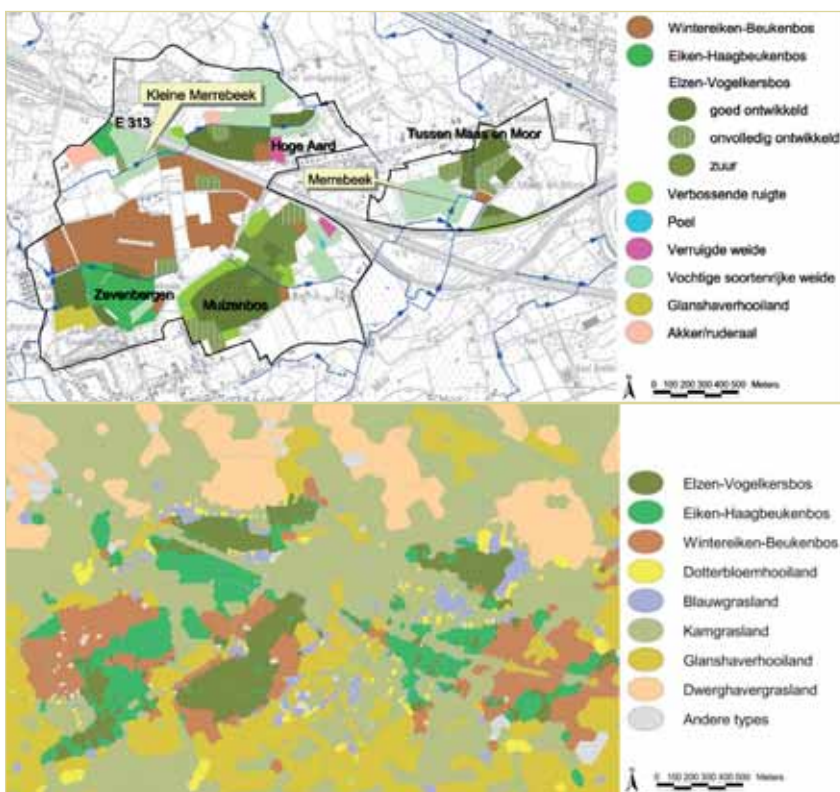 Kleine Merrebeek
E 313
Hoge Aard
Tussen Maas en Moor
Merrebeek
Zevenbergen
Muizenbos
Wintereiken-Beukenbos
Eiken-Haagbeukenbos
Elzen-Vogelkersbos
goed ontwikkeld
onvolledig ontwikkeld
zuur
Verbossende ruigte
Poel
Verruigde weide
Vochtige soortenrijke weide
Glanshaverhooiland
Akker/ruderaal
0 100 200 300 400 500 Meters
Elzen-Vogelkersbos
Eiken-Haagbeukenbos
Wintereiken-Beukenbos
Dotterbloemhooiland
Blauwgrasland
Kamgrasland
Glanshaverhooiland
Dwerghavergrasland
Andere types
0 100 200 300 400 500 Meters